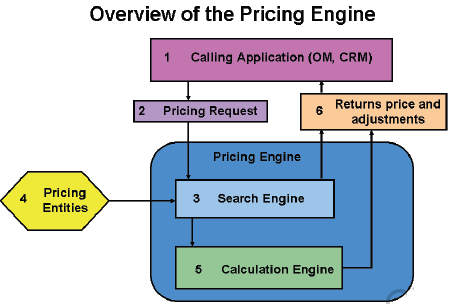 Overview of the Pricing Engine
1 Calling Application (OM, CRM)
2 Pricing Request
6 Returns price and
adjustments
Pricing Engine
4 Pricing
Entities
3 Search Engine
5 Calculation Engine